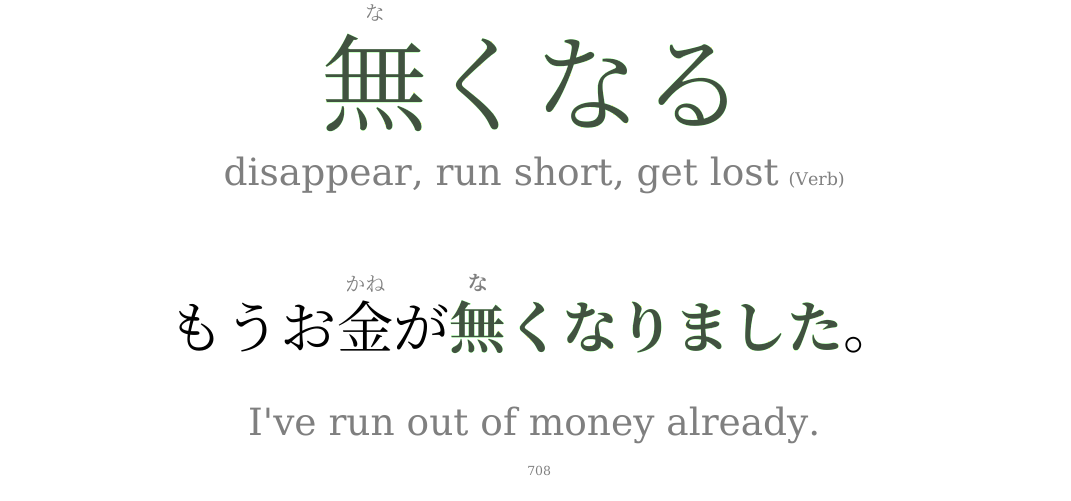 な
無くなる
disappear, run short, get lost (Verb)
かね な
もうお金が無くなりました。
I've run out of money already.
708